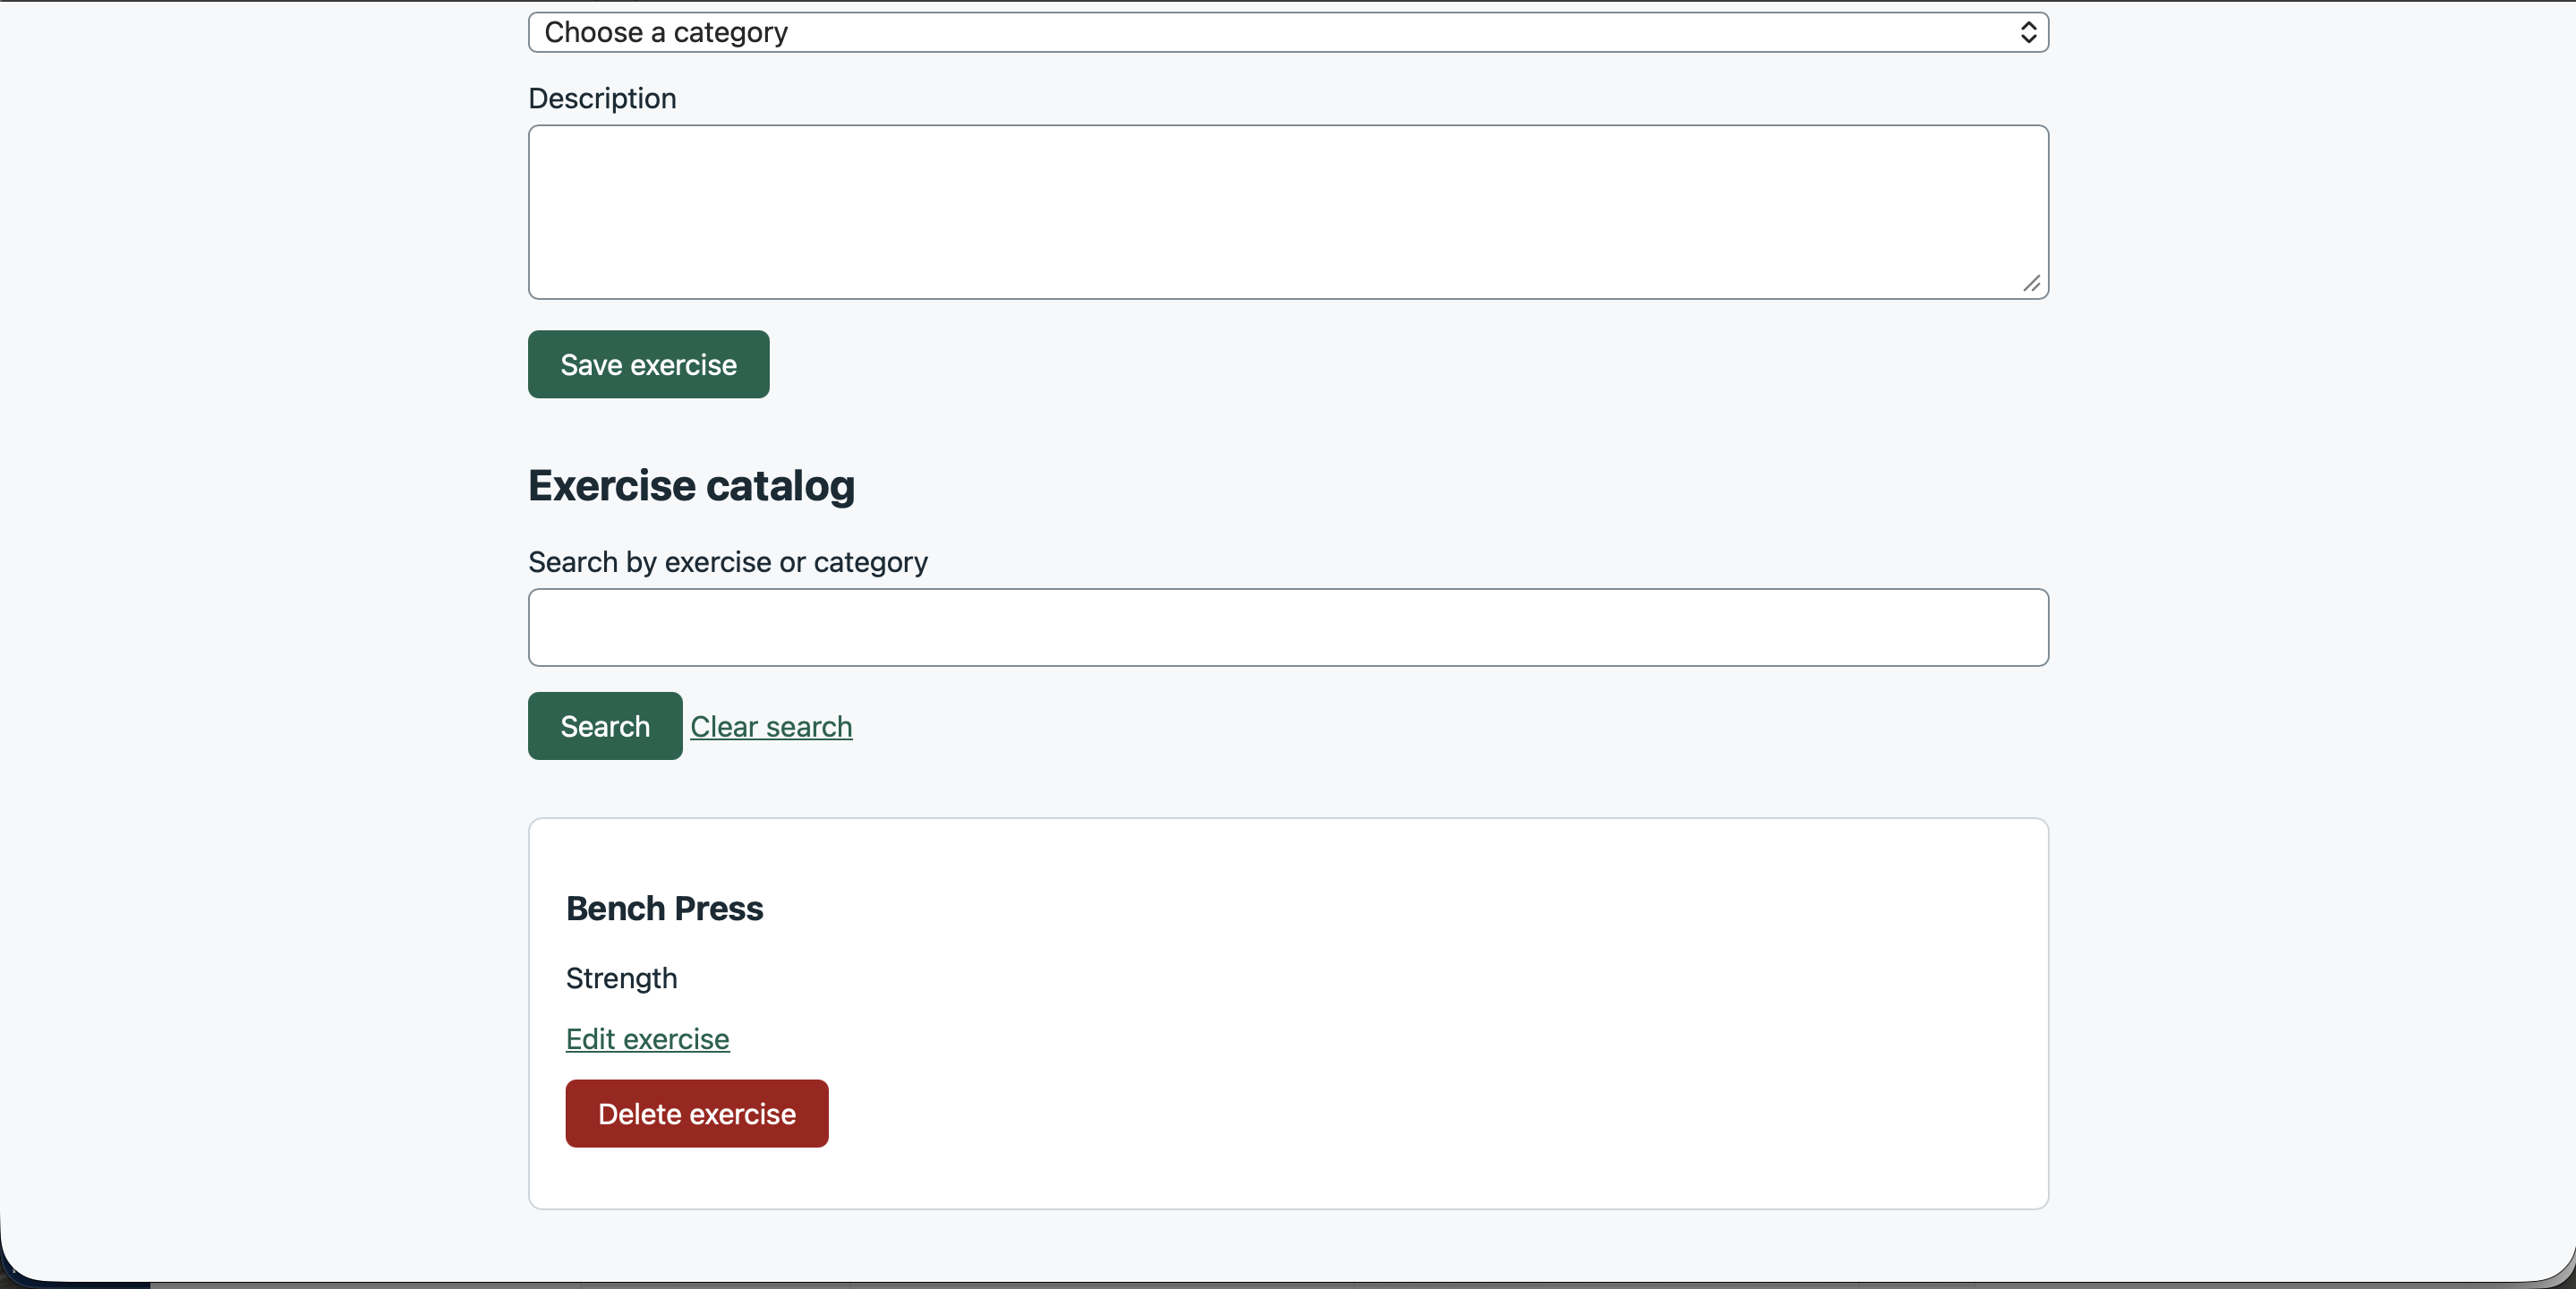 Choose a category
Description
Save exercise
Exercise catalog
Search by exercise or category
Search Clear search
Bench Press
Strength
Edit exercise
Delete exercise